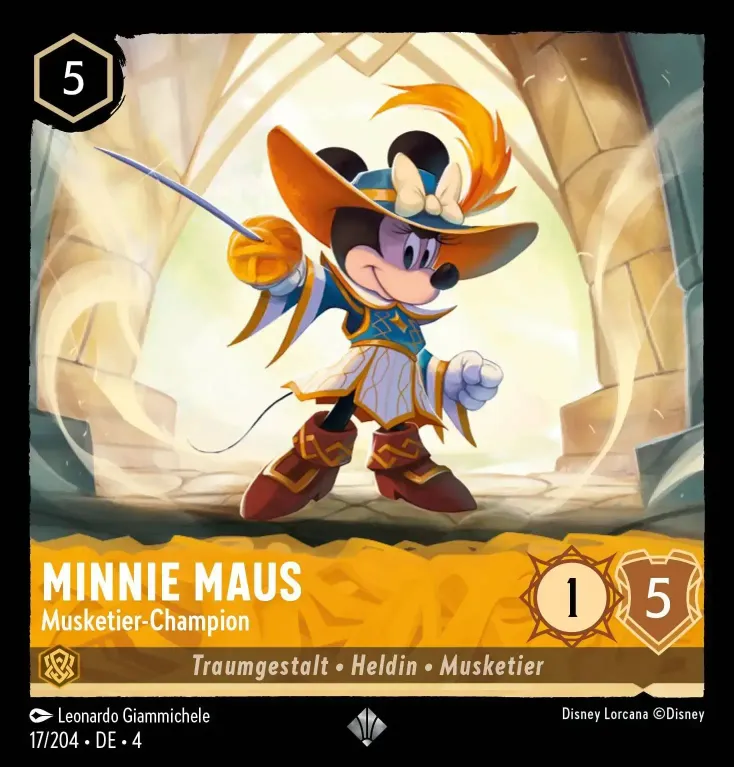 5
MINNIE MAUS
Musketier-Champion
1
5
Traumgestalt • Heldin • Musketier
Leonardo Giammichele
Disney Lorcana ©Disney
17/204 • DE • 4